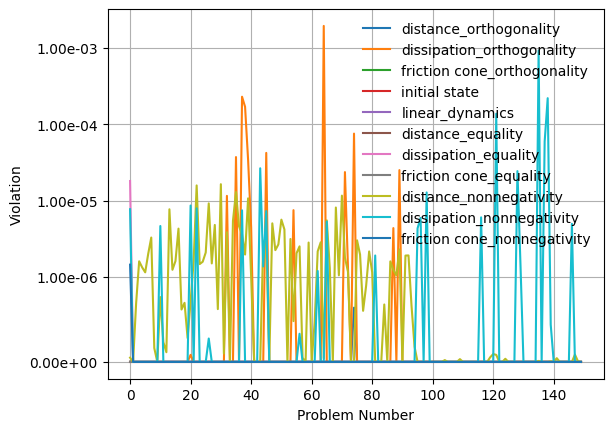 1.00e-03
1.00e-04
1.00e-05
1.00e-06
0.00e+00
Violation
distance_orthogonality
dissipation_orthogonality
friction cone_orthogonality
initial state
linear_dynamics
distance_equality
dissipation_equality
friction cone_equality
distance_nonnegativity
dissipation_nonnegativity
friction cone_nonnegativity
0 20 40 60 80 100 120 140
Problem Number